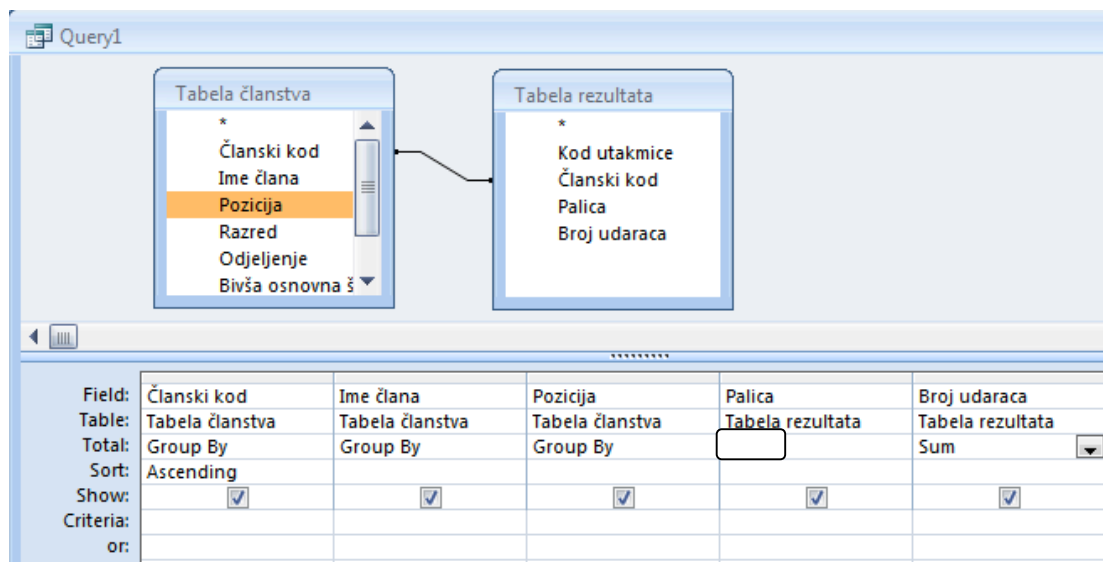 Query1
Tabela članstva
*
Članski kod
Ime člana
Pozicija
Razred
Odjeljenje
Bivša osnovna š
Tabela rezultata
*
Kod utakmice
Članski kod
Palica
Broj udaraca
Field: Članski kod Ime člana Pozicija Palica Broj udaraca
Table: Tabela članstva Tabela članstva Tabela članstva Tabela rezultata Tabela rezultata
Total: Group By Group By Group By Sum
Sort: Ascending
Show:
Criteria:
or: